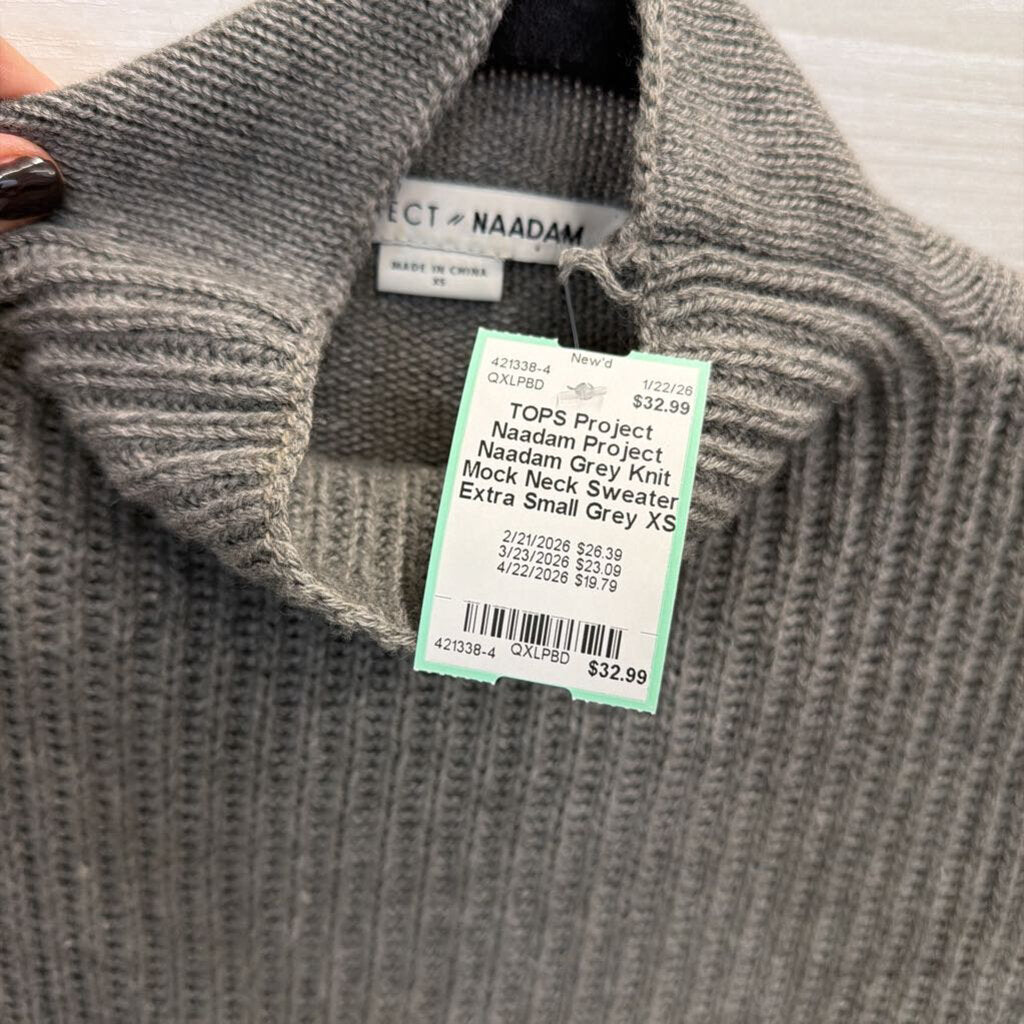 ECT // NAADAM
MADE IN CHINA
XS
New'd
421338-4
1/22/26
QXLPBD
$32.99
TOPS Project
Naadam Project
Naadam Grey Knit
Mock Neck Sweater
Extra Small Grey XS
2/21/2026 $26.39
3/23/2026 $23.09
4/22/2026 $19.79
421338-4 QXLPBD $32.99